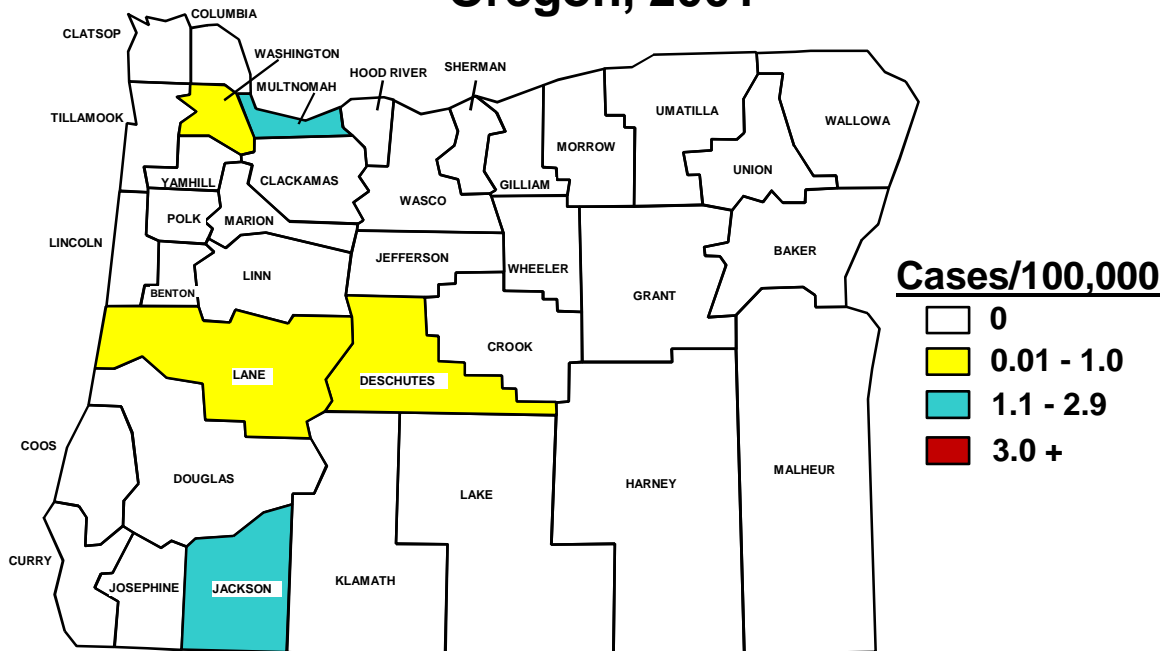 Oregon,
COLUMBIA
CLATSOP
WASHINGTON
HOOD RIVER
SHERMAN
MULTNOMAH
TILLAMOOK
UMATILLA
WALLOWA
MORROW
UNION
YAMHILL
CLACKAMAS
GILLIAM
WASCO
POLK
MARION
LINCOLN
JEFFERSON
WHEELER
BAKER
LINN
BENTON
GRANT
CROOK
LANE
DESCHUTES
COOS
DOUGLAS
LAKE
HARNEY
MALHEUR
CURRY
JOSEPHINE
JACKSON
KLAMATH
Cases/100,000
0
0.01 - 1.0
1.1 - 2.9
3.0 +